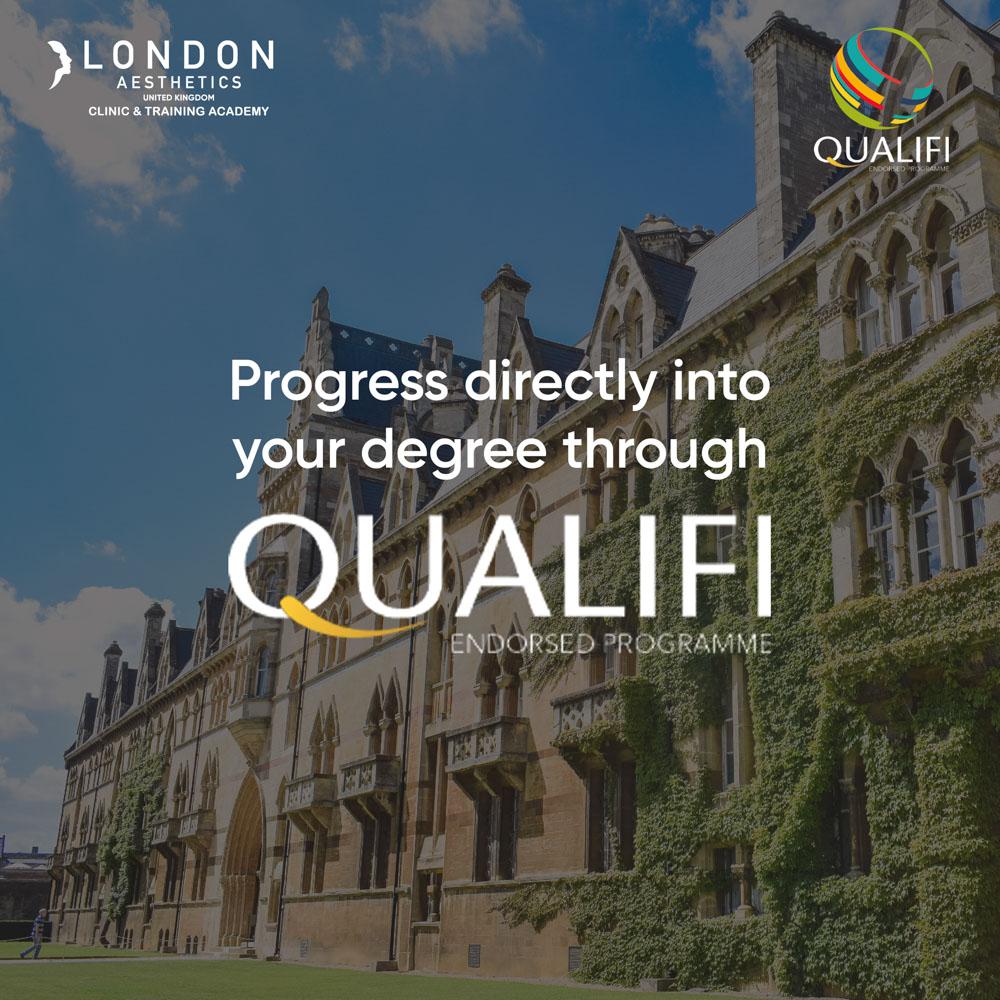 LONDON
AESTHETICS
UNITED KINGDOM
CLINIC & TRAINING ACADEMY
QUALIFI
ENDORSED PROGRAMME
Progress directly into
your degree through
QUALIFI
ENDORSED PROGRAMME